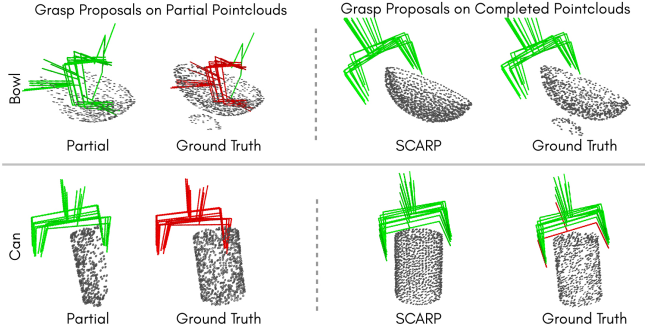 Grasp Proposals on Partial Pointclouds
Grasp Proposals on Completed Pointclouds
Bowl
Partial
Ground Truth
SCARP
Ground Truth
Can
Partial
Ground Truth
SCARP
Ground Truth